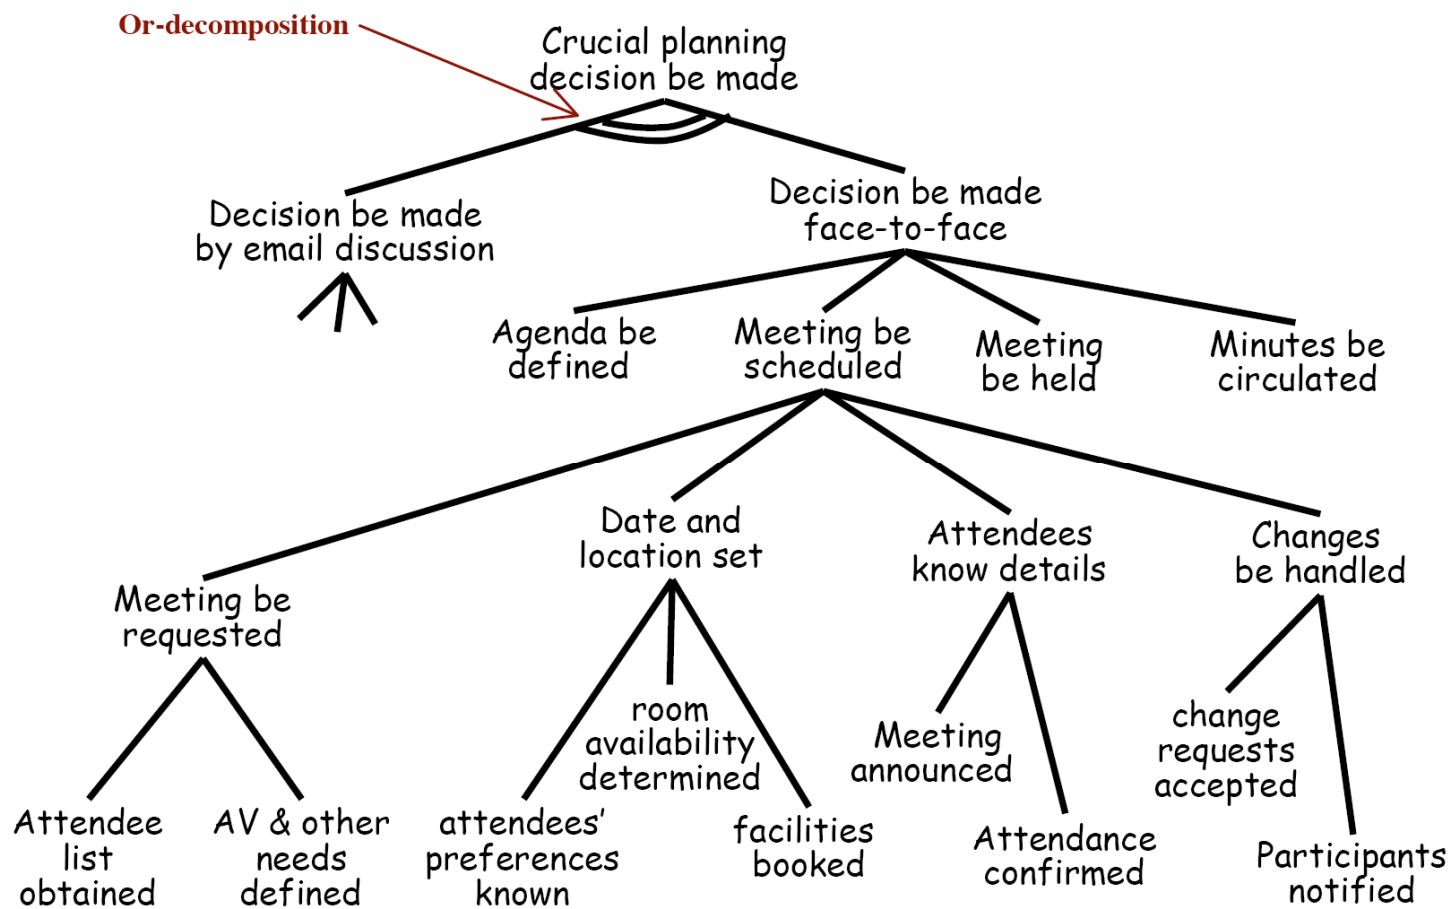 Or-decomposition
Crucial planning
decision be made
Decision be made
by email discussion
Decision be made
face-to-face
Agenda be
defined
Meeting be
scheduled
Meeting
be held
Minutes be
circulated
Meeting be
requested
Date and
location set
Attendees
know details
Changes
be handled
Attendee
list
obtained
AV & other
needs
defined
attendees'
preferences
known
room
availability
determined
facilities
booked
Meeting
announced
Attendance
confirmed
change
requests
accepted
Participants
notified